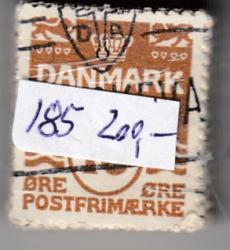 DANMARK
185 200,-
ØRE ØRE
POSTFRIMÆRKE